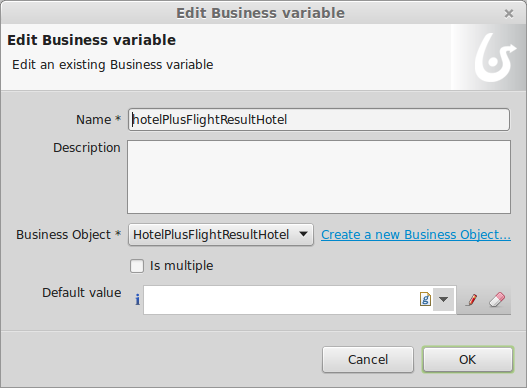 Edit Business variable
Edit Business variable
Edit an existing Business variable
Name * hotelPlusFlightResultHotel
Description
Business Object * HotelPlusFlightResultHotel Create a new Business Object...
Is multiple
Default value
Cancel OK